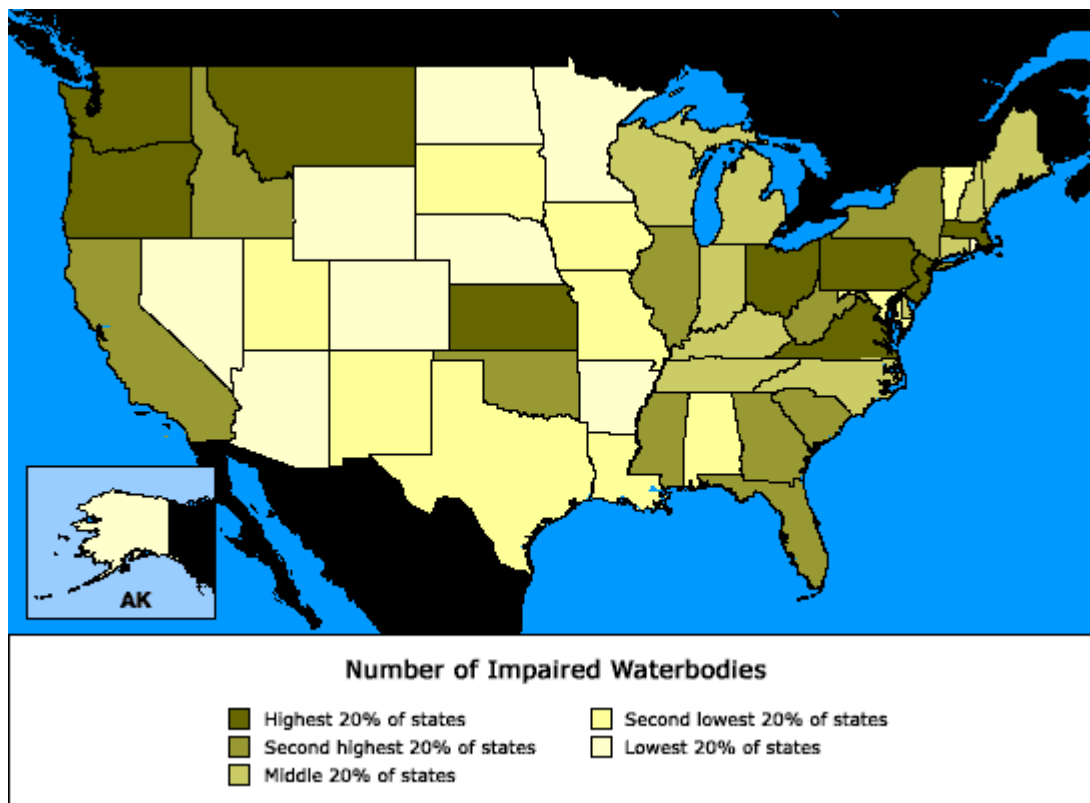 AK
Number of Impaired Waterbodies
Highest 20% of states
Second highest 20% of states
Middle 20% of states
Second lowest 20% of states
Lowest 20% of states